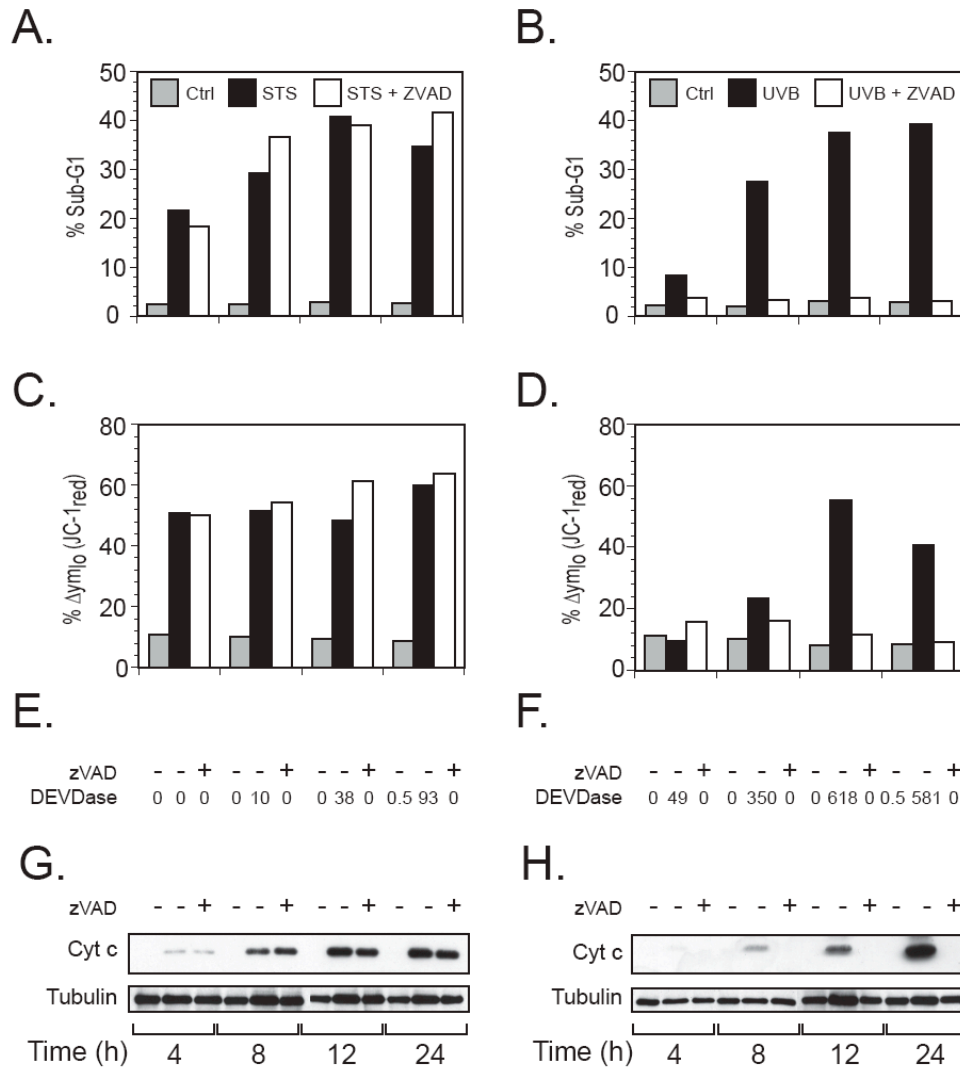 A.
B.
50
40
30
20
10
0
% Sub-G1
Ctrl STS STS + ZVAD
50
40
30
20
10
0
% Sub-G1
Ctrl UVB UVB + ZVAD
C.
D.
80
60
40
20
0
% Δymlo (JC-1red)
80
60
40
20
0
% Δymlo (JC-1red)
E.
F.
zVAD - - + - - + - - + - - +
DEVDase 0 0 0 0 10 0 0 38 0 0.5 93 0
zVAD - - + - - + - - + - - +
DEVDase 0 49 0 0 350 0 0 618 0 0.5 581 0
G.
H.
zVAD - - + - - + - - + - - +
Cyt c
Tubulin
Time (h) 4 8 12 24
zVAD - - + - - + - - + - - +
Cyt c
Tubulin
Time (h) 4 8 12 24